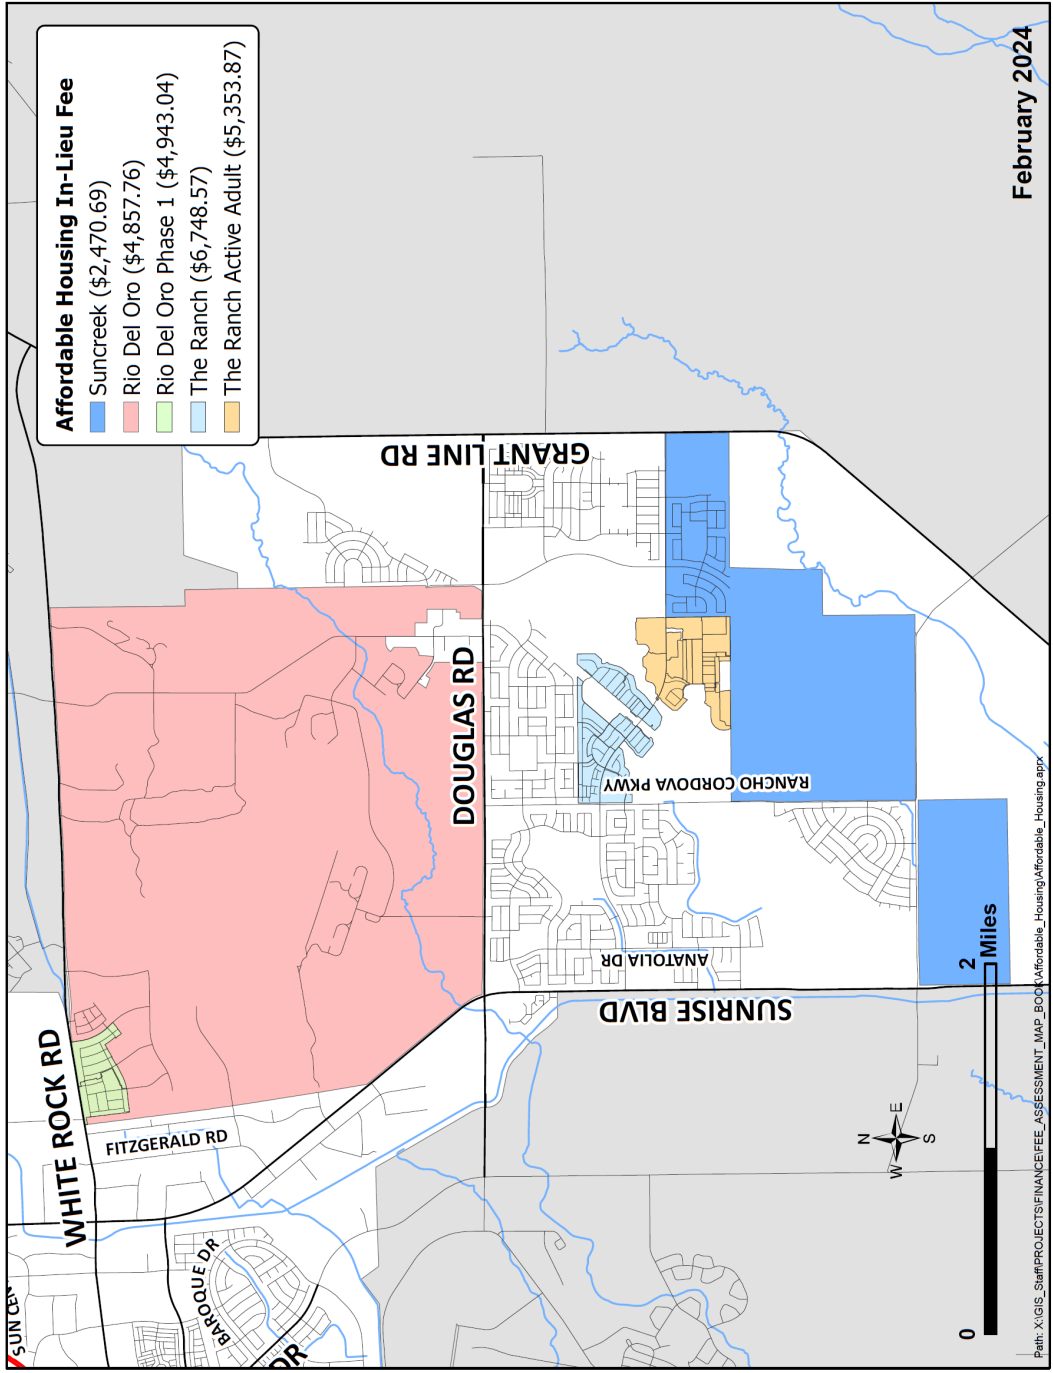 Affordable Housing In-Lieu Fee
Suncreek ($2,470.69)
Rio Del Oro ($4,857.76)
Rio Del Oro Phase 1 ($4,943.04)
The Ranch ($6,748.57)
The Ranch Active Adult ($5,353.87)
SUN CEN
WHITE ROCK RD
FITZGERALD RD
BAROQUE DR
DR
DOUGLAS RD
GRANT LINE RD
RANCHO CORDOVA PKWY
ANATOLIA DR
SUNRISE BLVD
N
W E
S
0 2
Miles
February 2024
Path: X:\GIS_Staff\PROJECTS\FINANCE\FEE_ASSESSMENT_MAP_BOOK\Affordable_Housing\Affordable_Housing.aprx